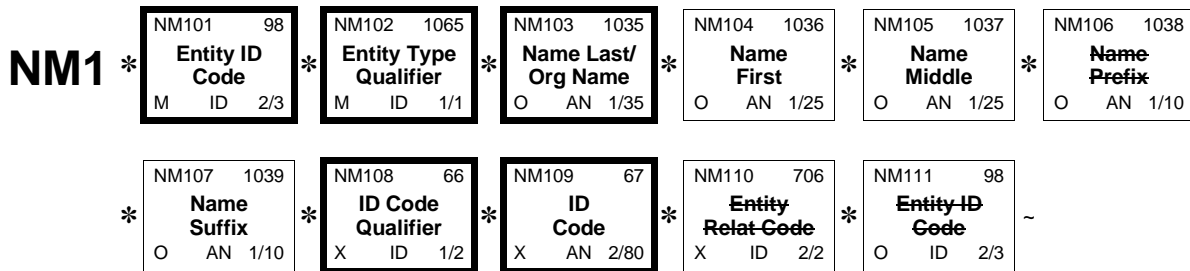 NM101 98 NM102 1065 NM103 1035 NM104 1036 NM105 1037 NM106 1038
NM1 * Entity ID Code * Entity Type Qualifier * Name Last/ Org Name * Name First * Name Middle * Name Prefix
M ID 2/3 M ID 1/1 O AN 1/35 O AN 1/25 O AN 1/25 O AN 1/10
NM107 1039 NM108 66 NM109 67 NM110 706 NM111 98
* Name Suffix * ID Code Qualifier * ID Code * Entity Relat Code * Entity ID Code ~
O AN 1/10 X ID 1/2 X AN 2/80 X ID 2/2 O ID 2/3